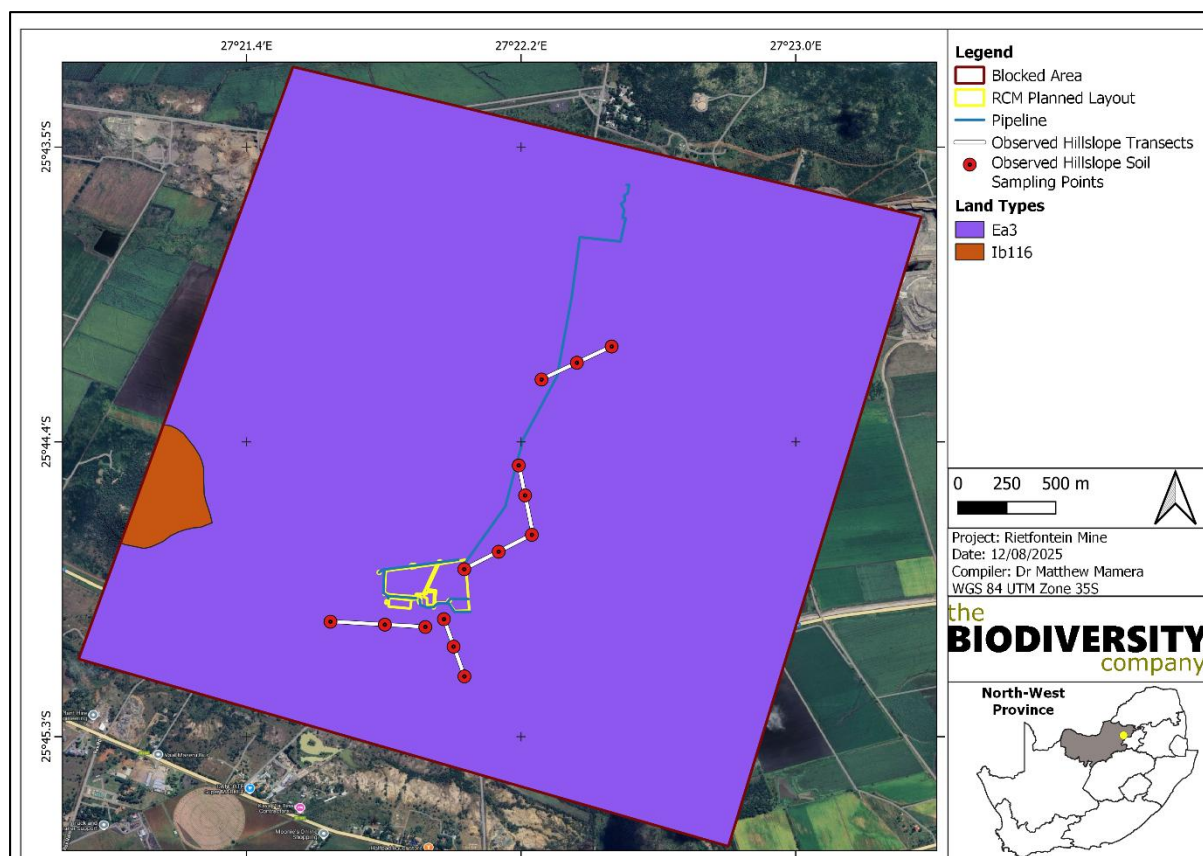 27°21.4'E
27°22.2'E
27°23.0'E
25°43.5'S
25°44.4'S
25°45.3'S
Legend
Blocked Area
RCM Planned Layout
Pipeline
Observed Hillslope Transects
Observed Hillslope Soil
Sampling Points
Land Types
Ea3
Ib116
0 250 500 m
Project: Rietfontein Mine
Date: 12/08/2025
Compiler: Dr Matthew Mamera
WGS 84 UTM Zone 35S
the
BIODIVERSITY
company
North-West
Province